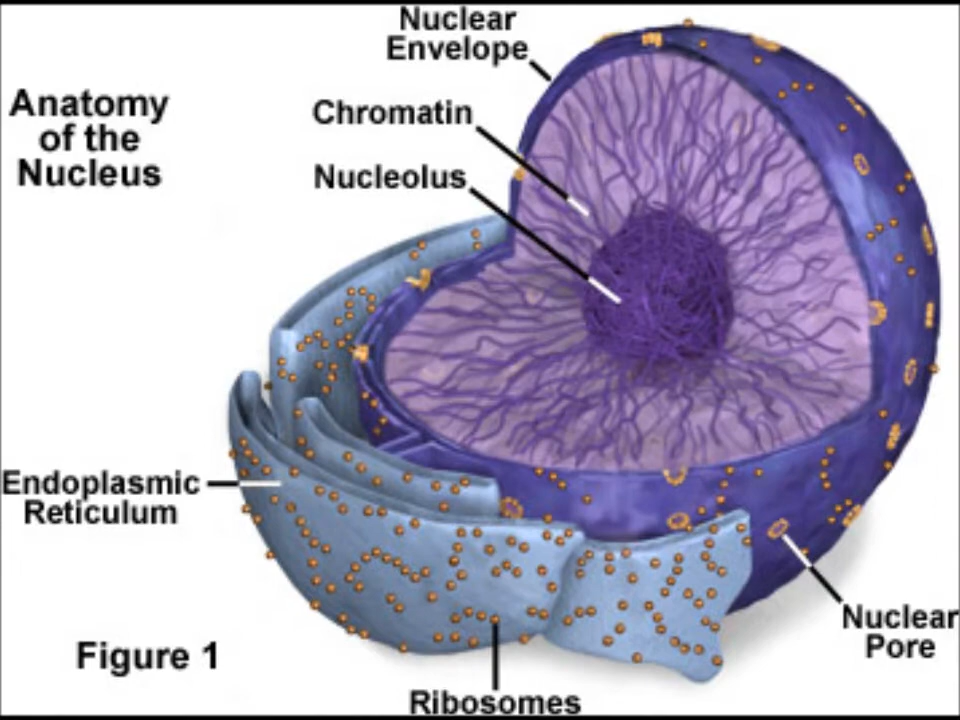 Nuclear
Envelope
Anatomy
of the
Nucleus
Chromatin
Nucleolus
Endoplasmic
Reticulum
Nuclear
Pore
Figure 1
Ribosomes